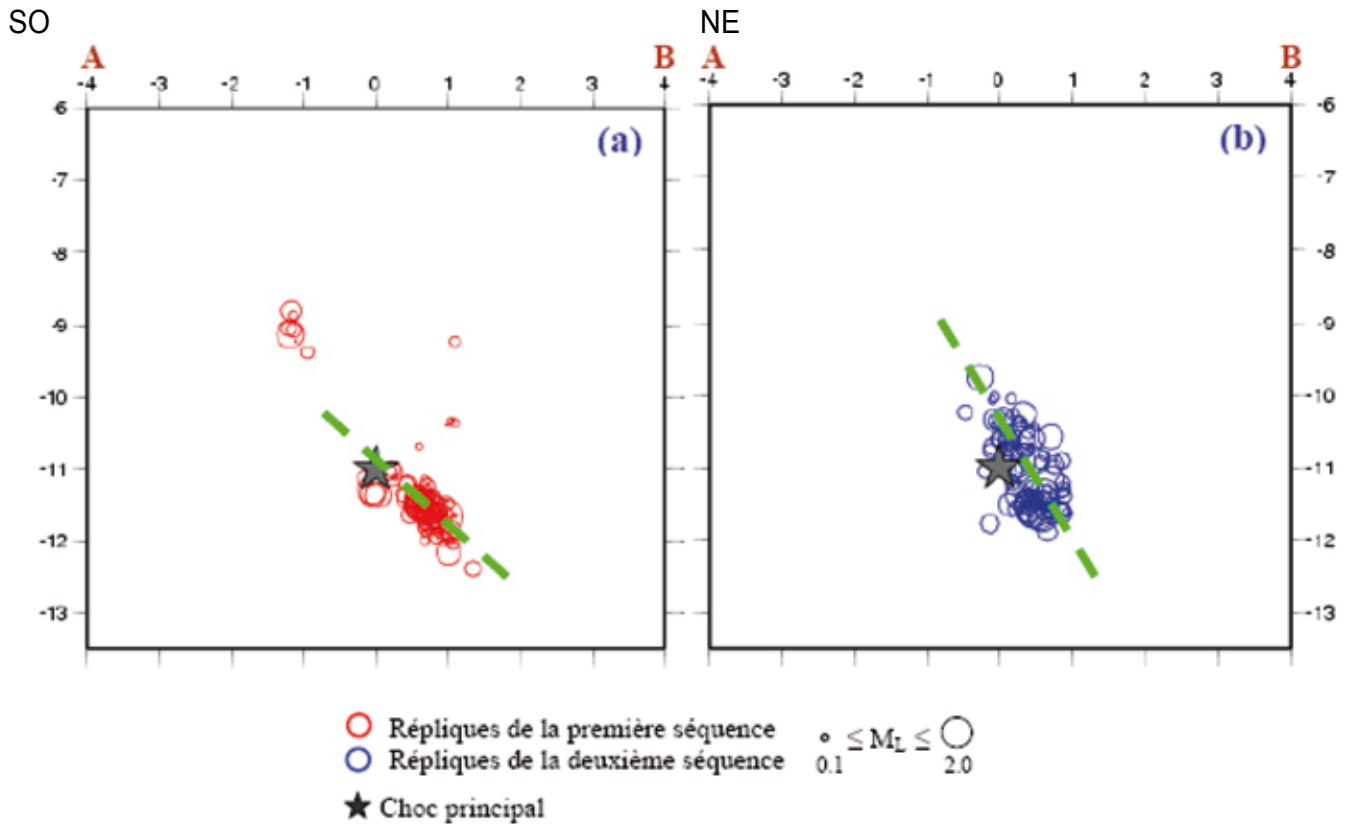 SO NE
A B A B
-4 -3 -2 -1 0 1 2 3 4 -4 -3 -2 -1 0 1 2 3 4
-6 -6
(a) (b)
-7 -7
-8 -8
-9 -9
-10 -10
-11 -11
-12 -12
-13 -13
Répliques de la première séquence
Répliques de la deuxième séquence
≤ M_L ≤
0.1 2.0
Choc principal